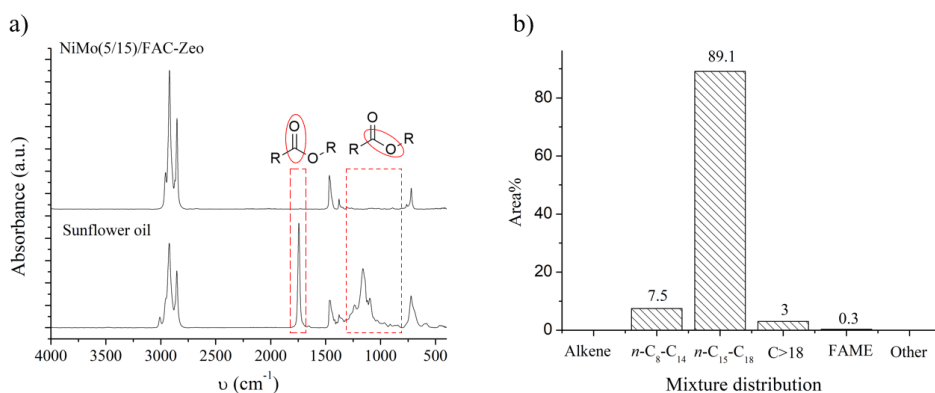 a)
NiMo(5/15)/FAC-Zeo
O
R
O
R
O
R
O
R
Sunflower oil
Absorbance (a.u.)
4000 3500 3000 2500 2000 1500 1000 500
υ (cm⁻¹)
b)
Area%
80
60
40
20
0
7.5
89.1
3
0.3
Alkene n-C₈-C₁₄ n-C₁₅-C₁₈ C>18 FAME Other
Mixture distribution